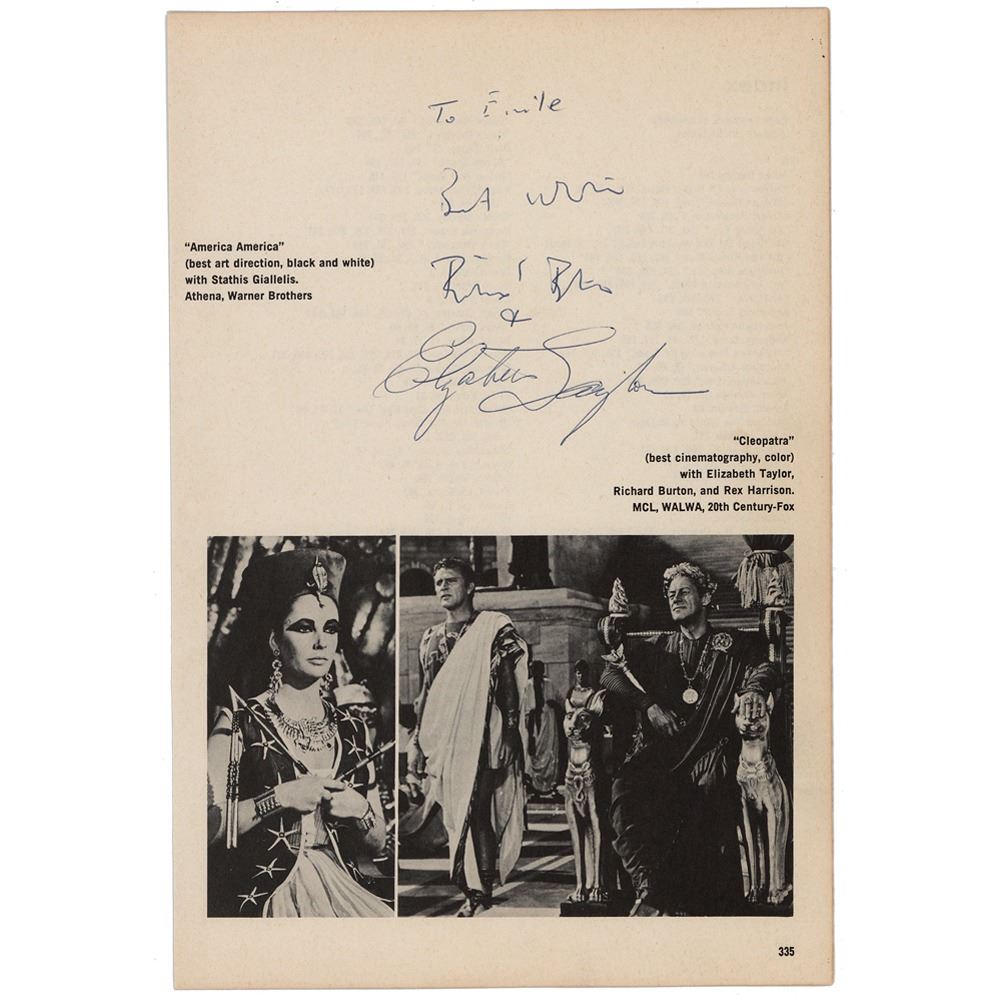 To Emile
Best Wishes
"America America"
(best art direction, black and white)
with Stathis Giallelis.
Athena, Warner Brothers
Richard Burton
&
Elizabeth Taylor
"Cleopatra"
(best cinematography, color)
with Elizabeth Taylor,
Richard Burton, and Rex Harrison.
MCL, WALWA, 20th Century-Fox
335